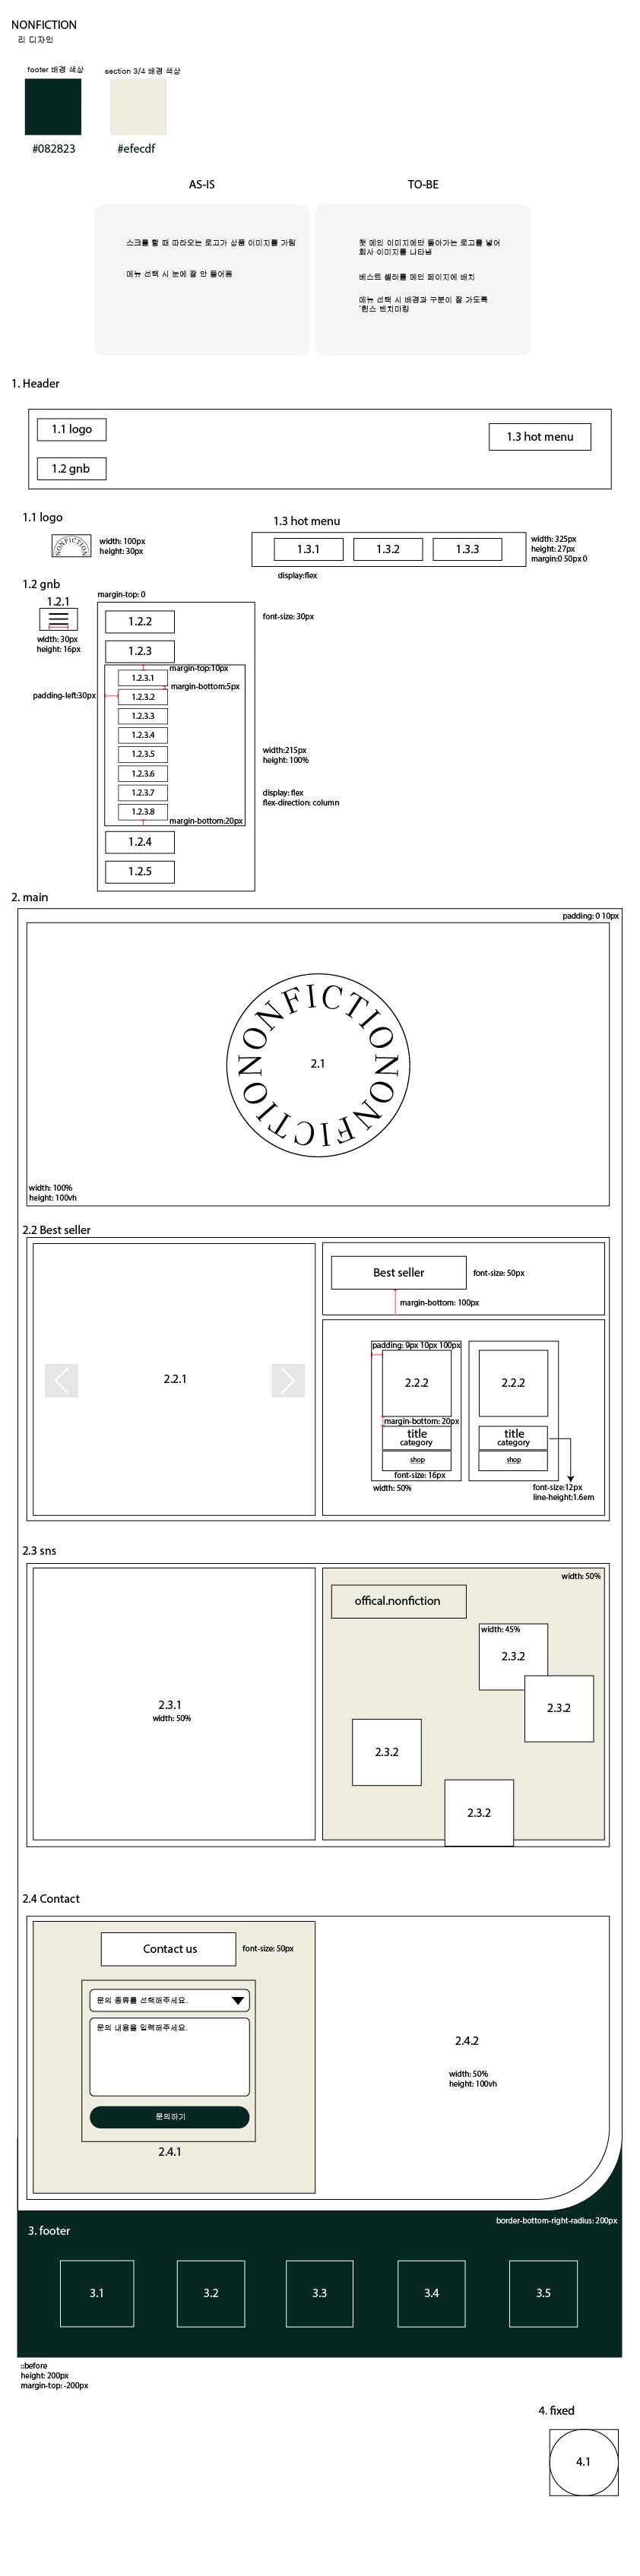 NONFICTION
리 디자인
footer 배경 색상
section 3/4 배경 색상
#082823
#efecdf
AS-IS
TO-BE
스크롤 할 때 따라오는 로고가 상품 이미지를 가림
메뉴 선택 시 눈에 잘 안 들어옴
첫 메인 이미지에만 돌아가는 로고를 넣어
회사 이미지를 나타냄
베스트 셀러를 메인 페이지에 배치
메뉴 선택 시 배경과 구분이 잘 가도록
'힌스 벤치마킹
1. Header
1.1 logo
1.2 gnb
1.3 hot menu
1.1 logo
NONFICTION
width: 100px
height: 30px
1.3 hot menu
1.3.1
1.3.2
1.3.3
width: 325px
height: 27px
margin:0 50px 0
display:flex
1.2 gnb
1.2.1
width: 30px
height: 16px
margin-top: 0
1.2.2
font-size: 30px
1.2.3
margin-top:10px
1.2.3.1
margin-bottom:5px
padding-left:30px
1.2.3.2
1.2.3.3
1.2.3.4
1.2.3.5
1.2.3.6
1.2.3.7
1.2.3.8
width:215px
height: 100%
display: flex
flex-direction: column
margin-bottom:20px
1.2.4
1.2.5
2. main
padding: 0 10px
NONFICTION
NONFICTION
2.1
width: 100%
height: 100vh
2.2 Best seller
2.2.1
Best seller
font-size: 50px
margin-bottom: 100px
padding: 9px 10px 100px
2.2.2
2.2.2
margin-bottom: 20px
title
category
shop
title
category
shop
font-size: 16px
width: 50%
font-size:12px
line-height:1.6em
2.3 sns
2.3.1
width: 50%
width: 50%
offical.nonfiction
width: 45%
2.3.2
2.3.2
2.3.2
2.3.2
2.4 Contact
Contact us
font-size: 50px
문의 종류를 선택해주세요.
문의 내용을 입력해주세요.
문의하기
2.4.1
2.4.2
width: 50%
height: 100vh
border-bottom-right-radius: 200px
3. footer
3.1
3.2
3.3
3.4
3.5
::before
height: 200px
margin-top: -200px
4. fixed
4.1